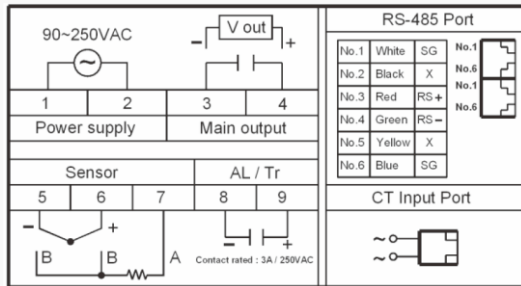 90~250VAC
V out
− +
~
1 2 3 4
Power supply Main output
Sensor AL / Tr
5 6 7 8 9
− + − +
B B A
Contact rated : 3A / 250VAC
RS-485 Port
No.1 White SG
No.2 Black X
No.3 Red RS+
No.4 Green RS−
No.5 Yellow X
No.6 Blue SG
No.1
No.6
No.1
No.6
CT Input Port
~
~